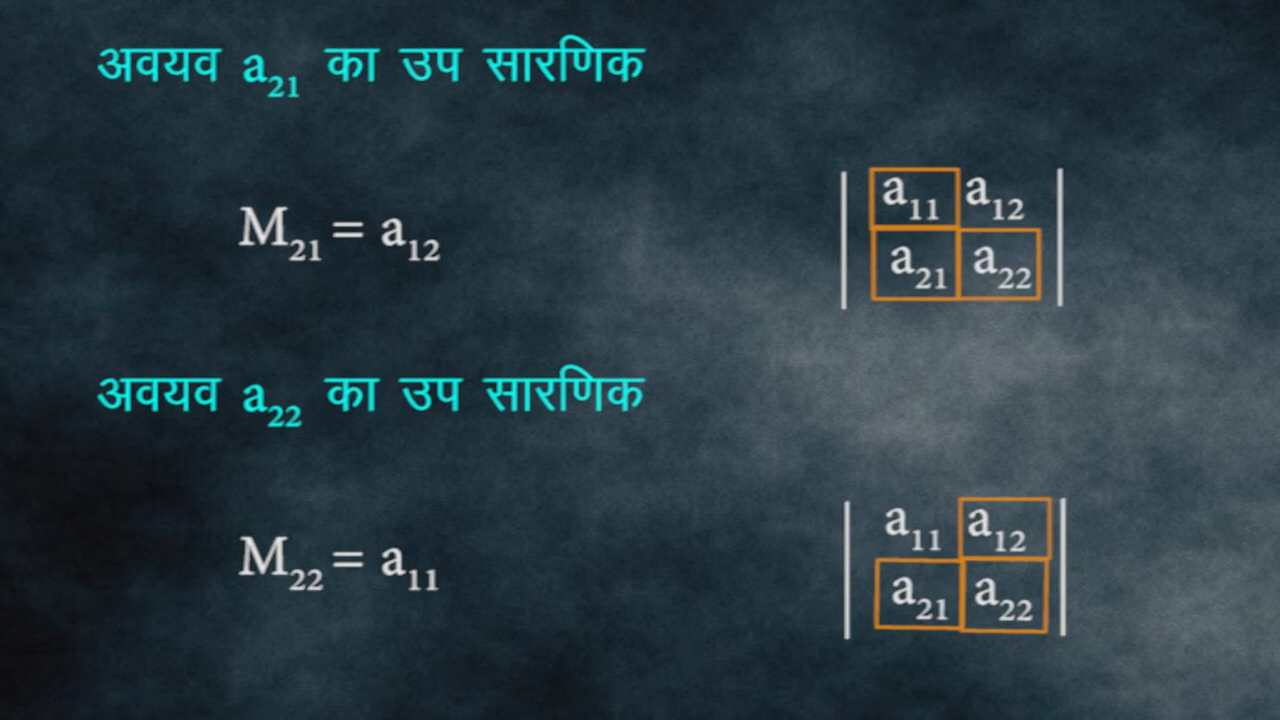 अवयव a₂₁ का उप सारणिक
M₂₁ = a₁₂
|a₁₁ a₁₂|
|a₂₁ a₂₂|
अवयव a₂₂ का उप सारणिक
M₂₂ = a₁₁
|a₁₁ a₁₂|
|a₂₁ a₂₂|